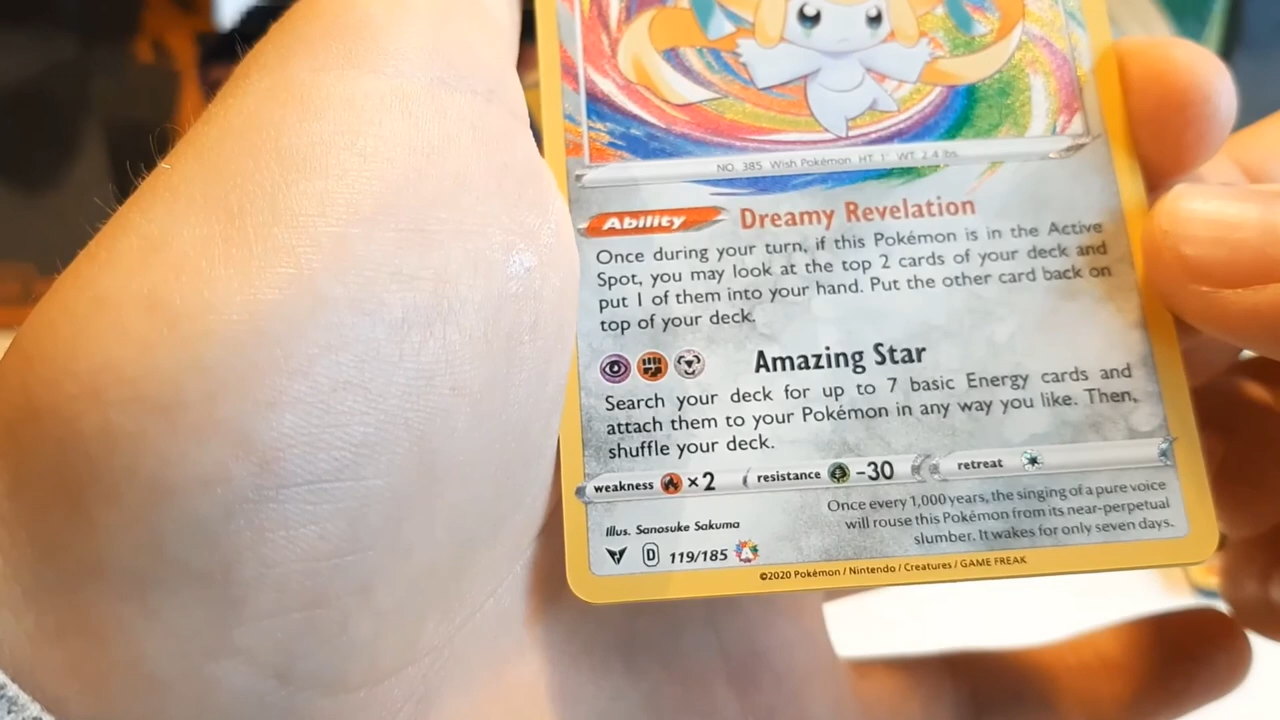 NO. 385 Wish Pokémon HT 1' WT 2.4 lbs.
Ability Dreamy Revelation
Once during your turn, if this Pokémon is in the Active
Spot, you may look at the top 2 cards of your deck and
put 1 of them into your hand. Put the other card back on
top of your deck.
Amazing Star
Search your deck for up to 7 basic Energy cards and
attach them to your Pokémon in any way you like. Then,
shuffle your deck.
weakness ×2 resistance -30 retreat
Once every 1,000 years, the singing of a pure voice
will rouse this Pokémon from its near-perpetual
slumber. It wakes for only seven days.
Illus. Sanosuke Sakuma
D 119/185 A
©2020 Pokémon / Nintendo / Creatures / GAME FREAK